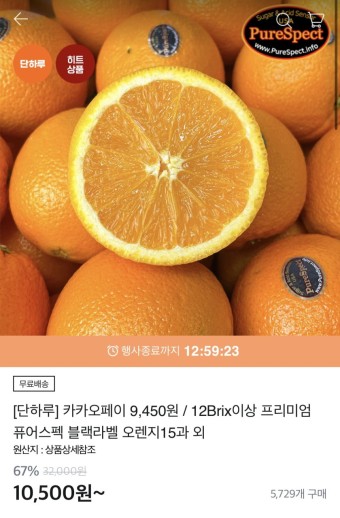 Sugar & Acid Sens
USA
PureSpect
www.PureSpect.info
단하루
히트
상품
행사종료까지 12:59:23
무료배송
[단하루] 카카오페이 9,450원 / 12Brix이상 프리미엄
퓨어스펙 블랙라벨 오렌지15과 외
원산지 : 상품상세참조
67% 32,000원
10,500원~
5,729개 구매